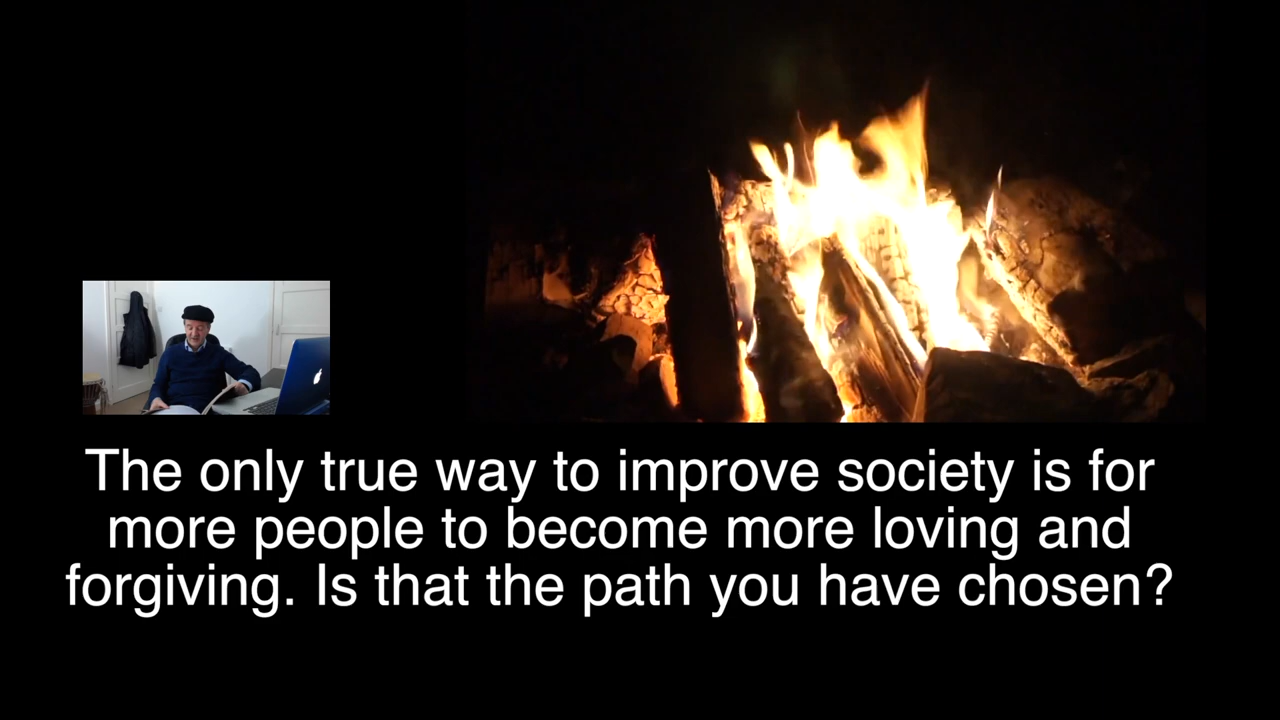 The only true way to improve society is for
more people to become more loving and
forgiving. Is that the path you have chosen?